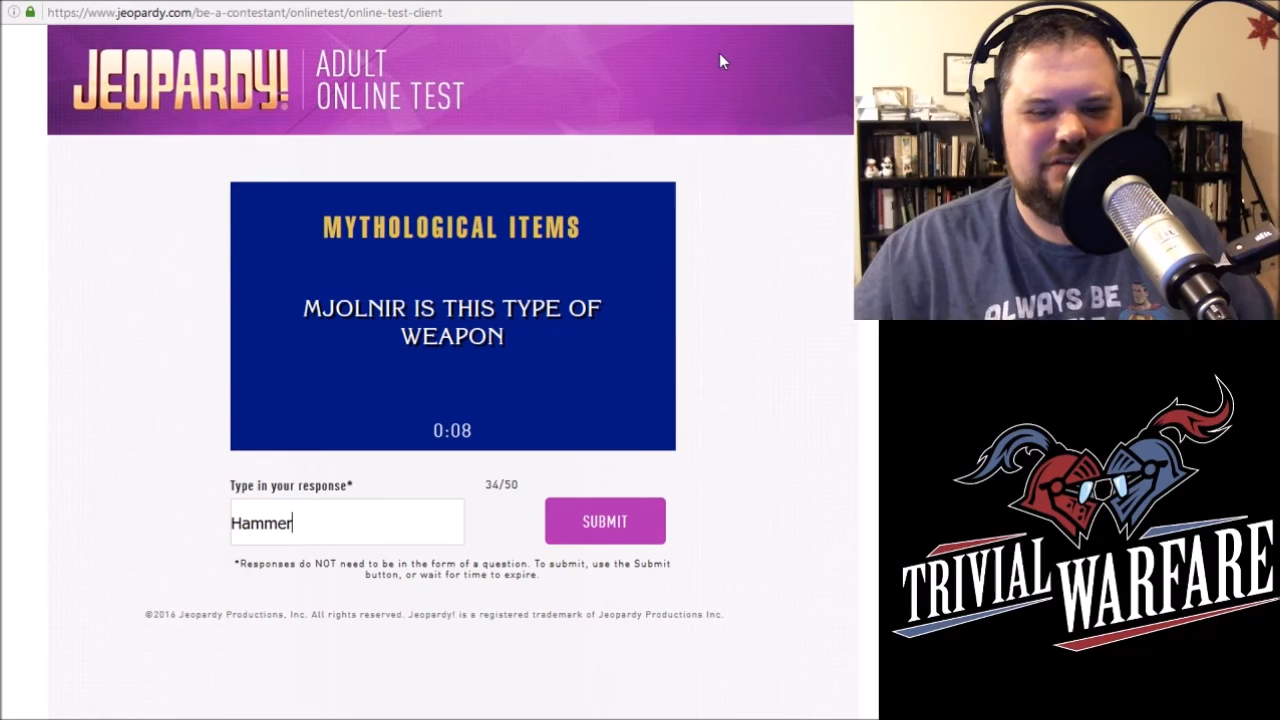 https://www.jeopardy.com/be-a-contestant/onlinetest/online-test-client
JEOPARDY!
ADULT
ONLINE TEST
MYTHOLOGICAL ITEMS
MJOLNIR IS THIS TYPE OF
WEAPON
0:08
Type in your response*
34/50
Hammer
SUBMIT
*Responses do NOT need to be in the form of a question. To submit, use the Submit
button, or wait for time to expire.
©2016 Jeopardy Productions, Inc. All rights reserved. Jeopardy! is a registered trademark of Jeopardy Productions Inc.
ALWAYS BE
TRIVIAL
WARFARE